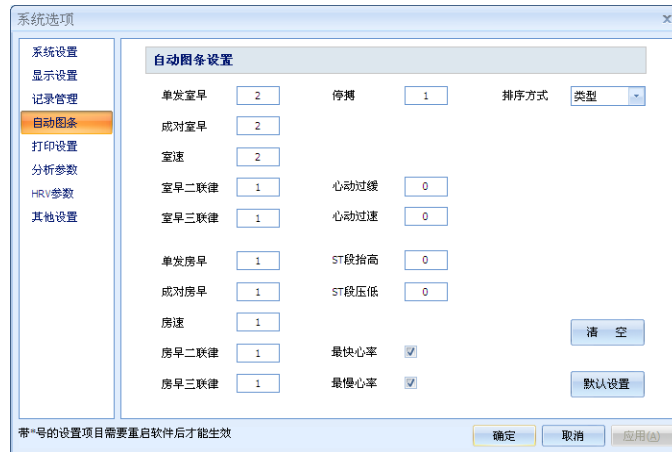 系统选项
x
系统设置
显示设置
记录管理
自动图条
打印设置
分析参数
HRV参数
其他设置
自动图条设置
单发室早 2 停搏 1 排序方式 类型
成对室早 2
室速 2
室早二联律 1 心动过缓 0
室早三联律 1 心动过速 0
单发房早 1 ST段抬高 0
成对房早 1 ST段压低 0
房速 1
清 空
房早二联律 1 最快心率
房早三联律 1 最慢心率 默认设置
带*号的设置项目需要重启软件后才能生效 确定 取消 应用(A)